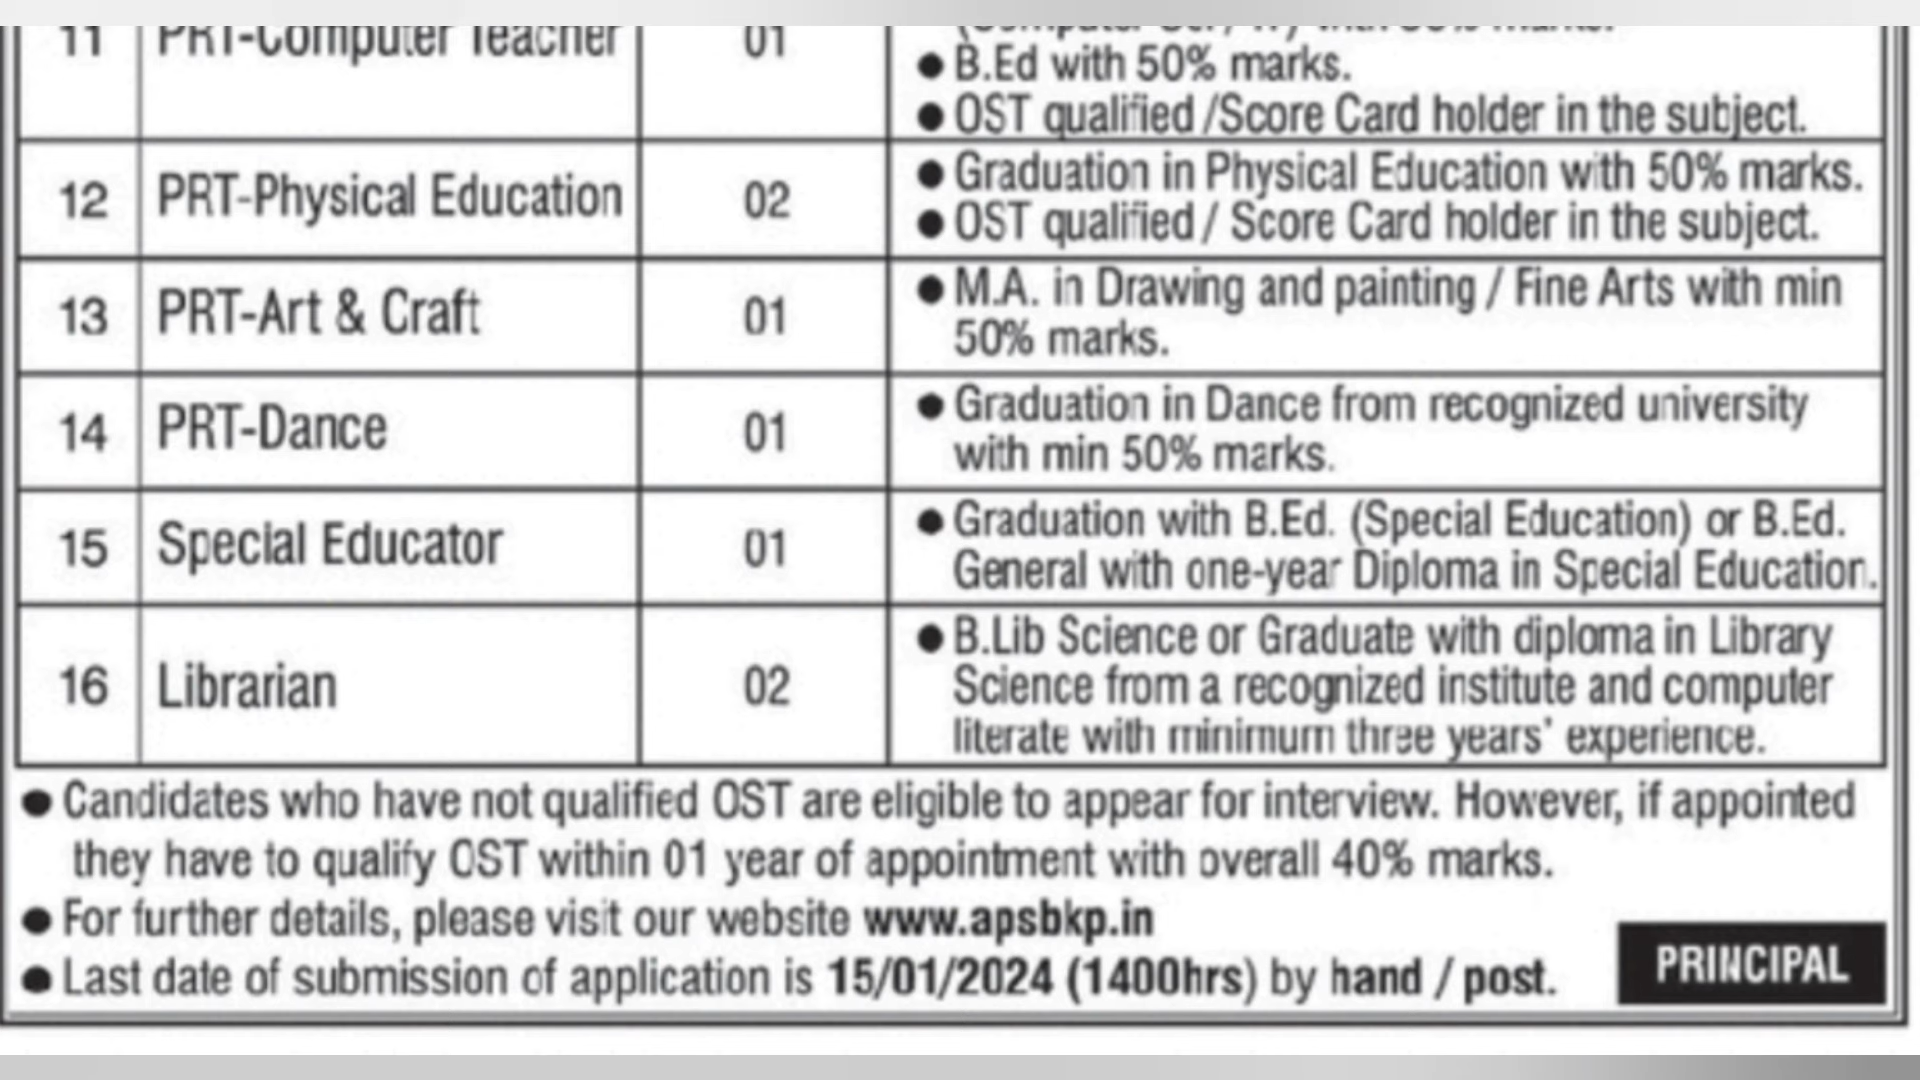 11 PRT-Computer Teacher 01
(Computer Sci / IT) with 50% marks.
● B.Ed with 50% marks.
● OST qualified /Score Card holder in the subject.
12 PRT-Physical Education 02
● Graduation in Physical Education with 50% marks.
● OST qualified / Score Card holder in the subject.
13 PRT-Art & Craft 01
● M.A. in Drawing and painting / Fine Arts with min
50% marks.
14 PRT-Dance 01
● Graduation in Dance from recognized university
with min 50% marks.
15 Special Educator 01
● Graduation with B.Ed. (Special Education) or B.Ed.
General with one-year Diploma in Special Education.
16 Librarian 02
● B.Lib Science or Graduate with diploma in Library
Science from a recognized institute and computer
literate with minimum three years' experience.
● Candidates who have not qualified OST are eligible to appear for interview. However, if appointed
they have to qualify OST within 01 year of appointment with overall 40% marks.
● For further details, please visit our website www.apsbkp.in
● Last date of submission of application is 15/01/2024 (1400hrs) by hand / post.
PRINCIPAL